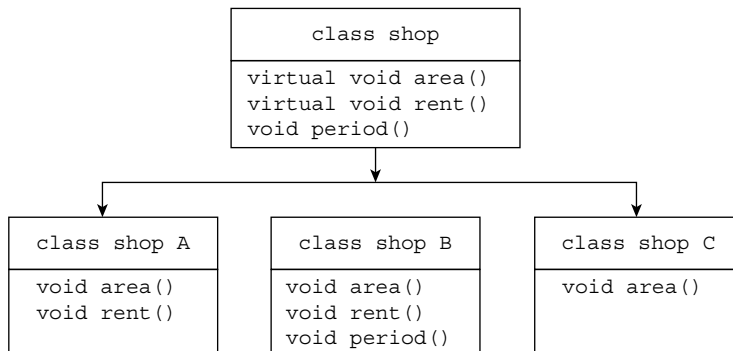 class shop
virtual void area()
virtual void rent()
void period()
class shop A
void area()
void rent()
class shop B
void area()
void rent()
void period()
class shop C
void area()